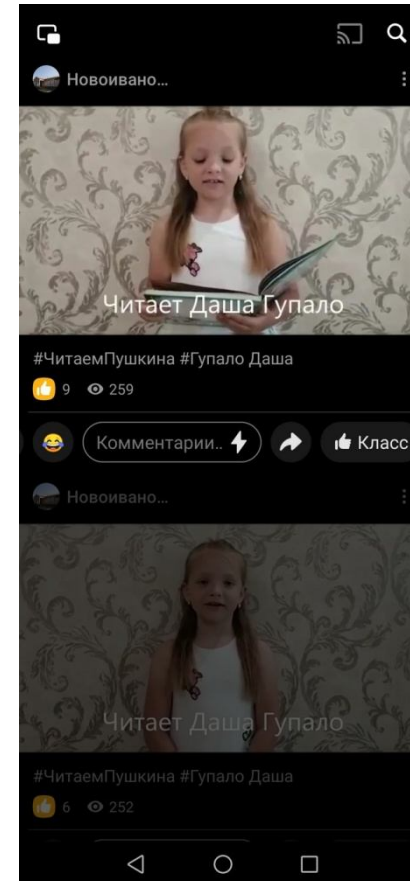 Новоивано...
Читает Даша Гупало
#ЧитаемПушкина #Гупало Даша
9 259
Комментарии.. Класс
Новоивано...
Читает Даша Гупало
#ЧитаемПушкина #Гупало Даша
6 252